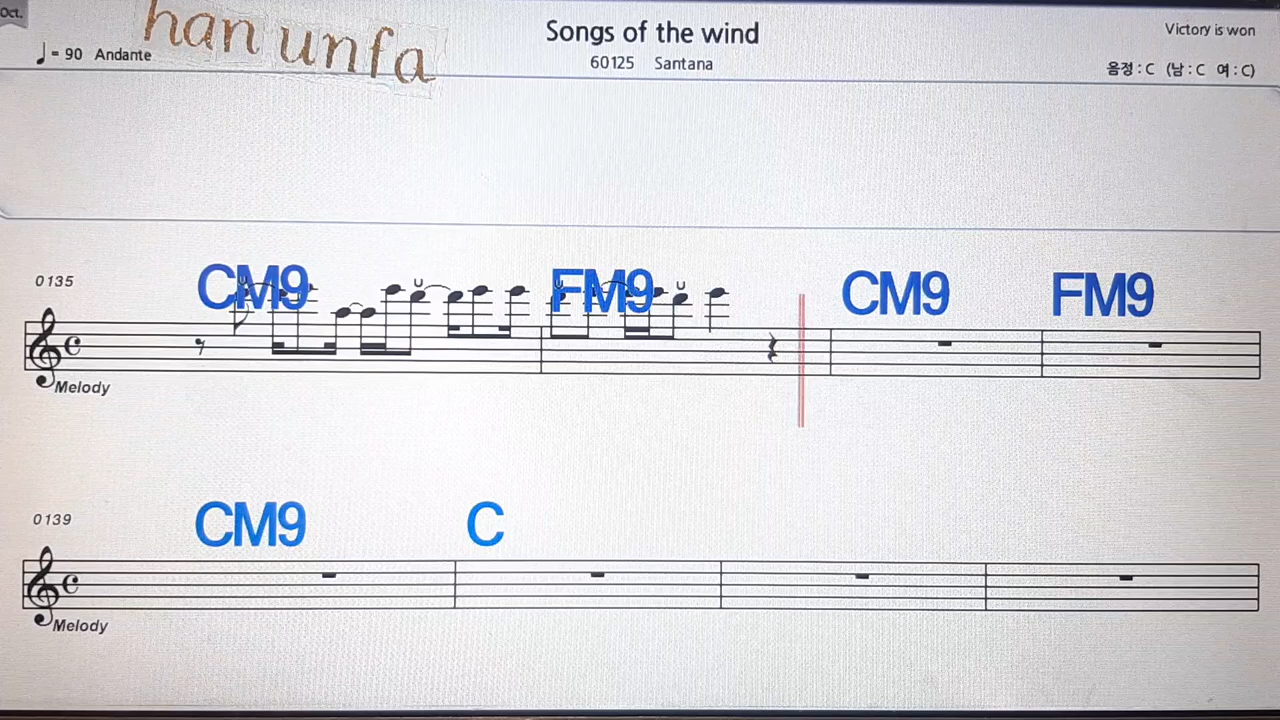 Oct.
han unfa
Songs of the wind
Victory is won
♩= 90 Andante
60125 Santana
음정 : C (남 : C 여 : C)
0135
CM9 FM9 CM9 FM9
Melody
0139
CM9 C
Melody